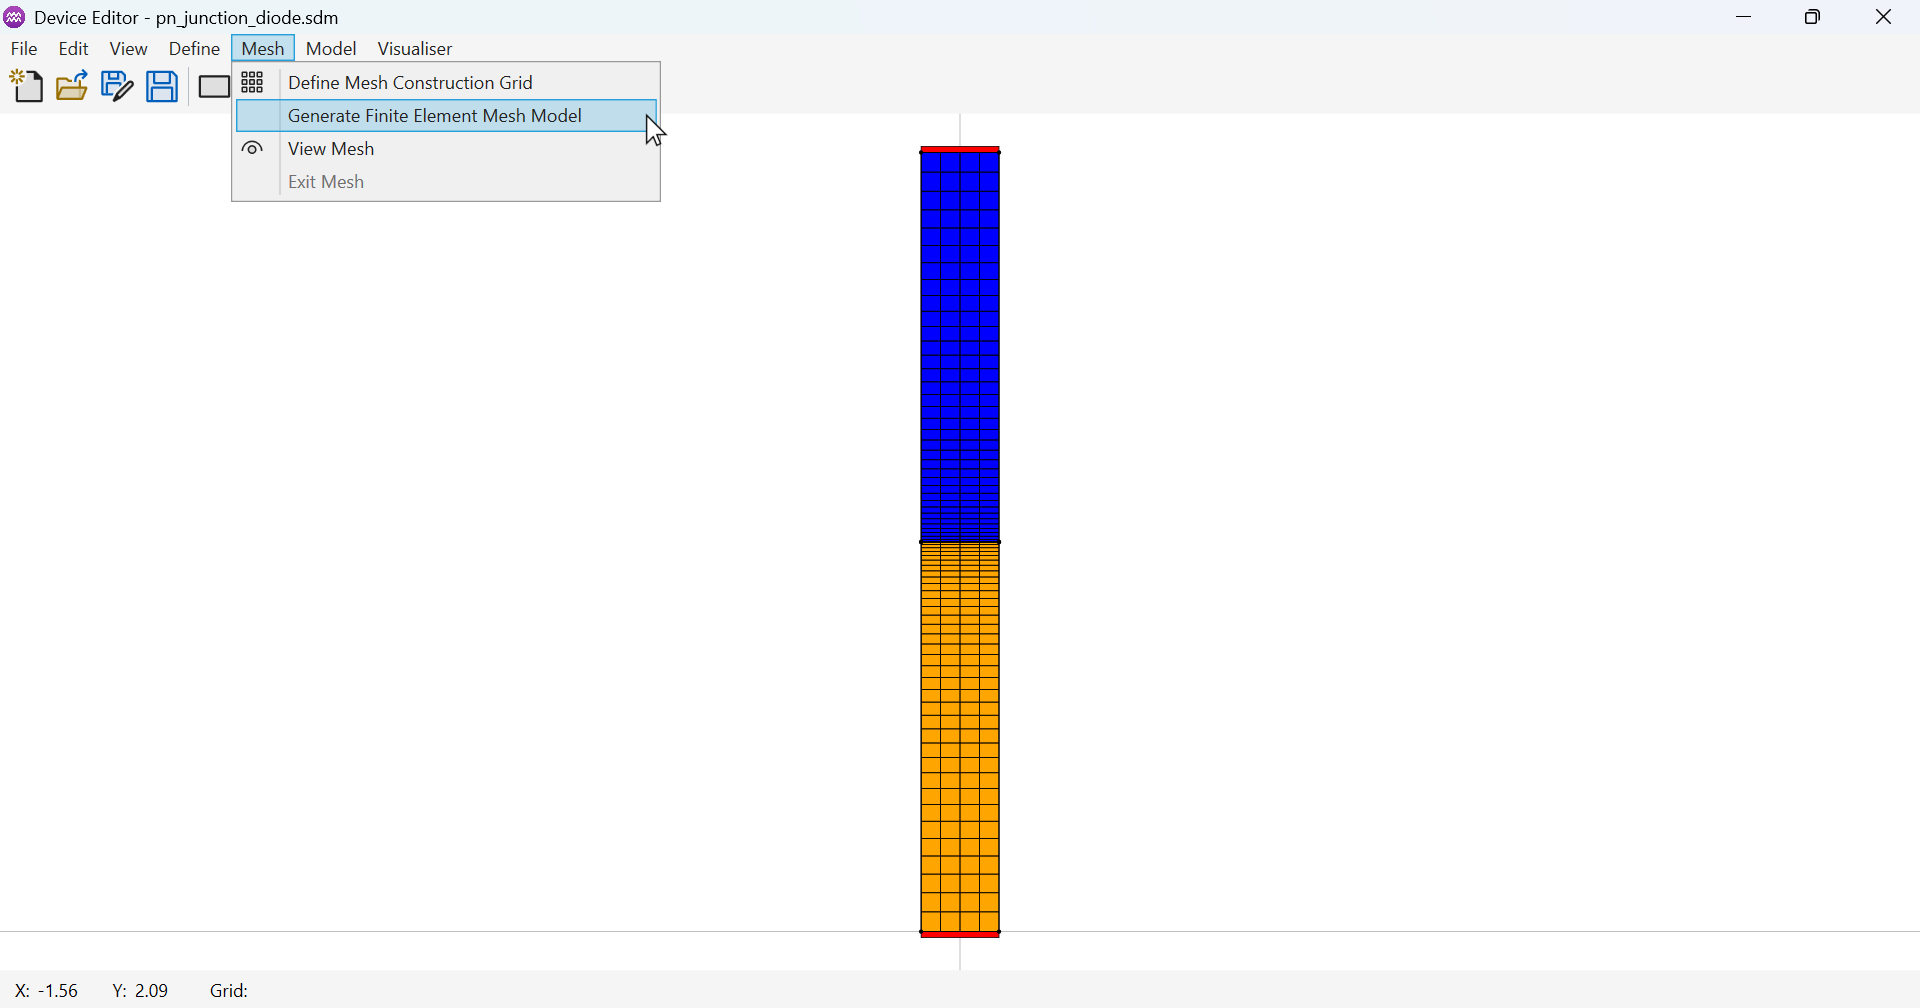 Device Editor - pn_junction_diode.sdm
File Edit View Define Mesh Model Visualiser
Define Mesh Construction Grid
Generate Finite Element Mesh Model
View Mesh
Exit Mesh
X: -1.56 Y: 2.09 Grid: